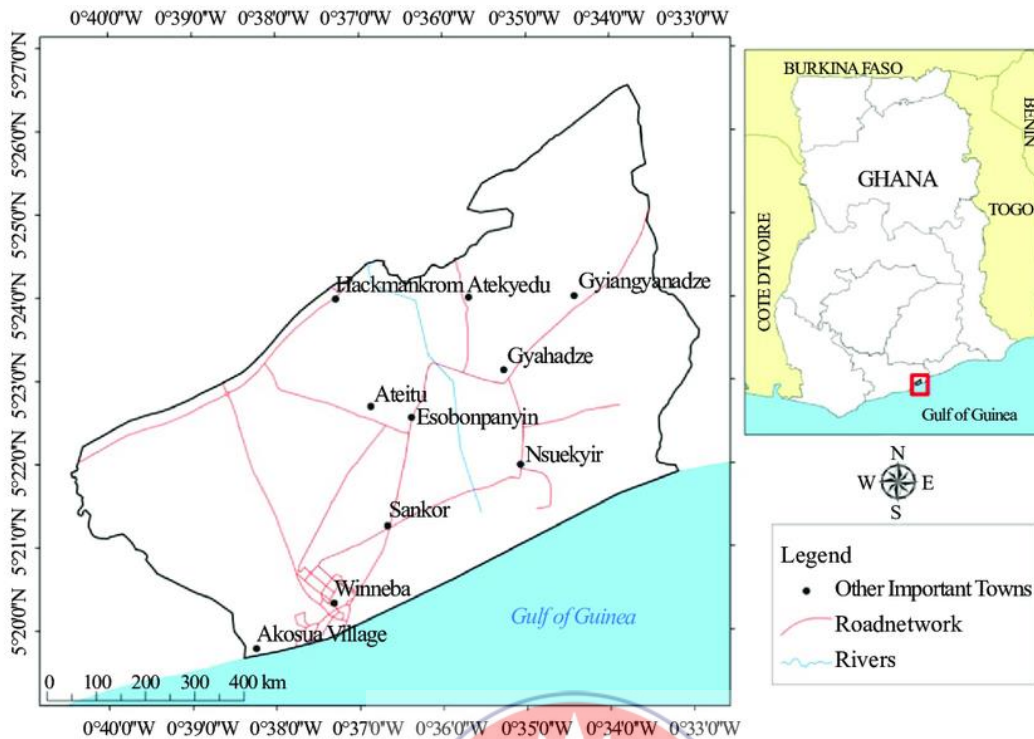 0°40'0"W 0°39'0"W 0°38'0"W 0°37'0"W 0°36'0"W 0°35'0"W 0°34'0"W 0°33'0"W
5°27'0"N
5°26'0"N
5°25'0"N
5°24'0"N
5°23'0"N
5°22'0"N
5°21'0"N
5°20'0"N
Hackmankrom Atekyedu Gyiangyanadze
Gyahadze
Ateitu
Esobonpanyin
Nsuekyir
Sankor
Winneba
Akosua Village
Gulf of Guinea
0 100 200 300 400 km
0°40'0"W 0°39'0"W 0°38'0"W 0°37'0"W 0°36'0"W 0°35'0"W 0°34'0"W 0°33'0"W
BURKINA FASO
BENIN
GHANA
TOGO
COTE DTVOIRE
Gulf of Guinea
N
W E
S
Legend
Other Important Towns
Roadnetwork
Rivers